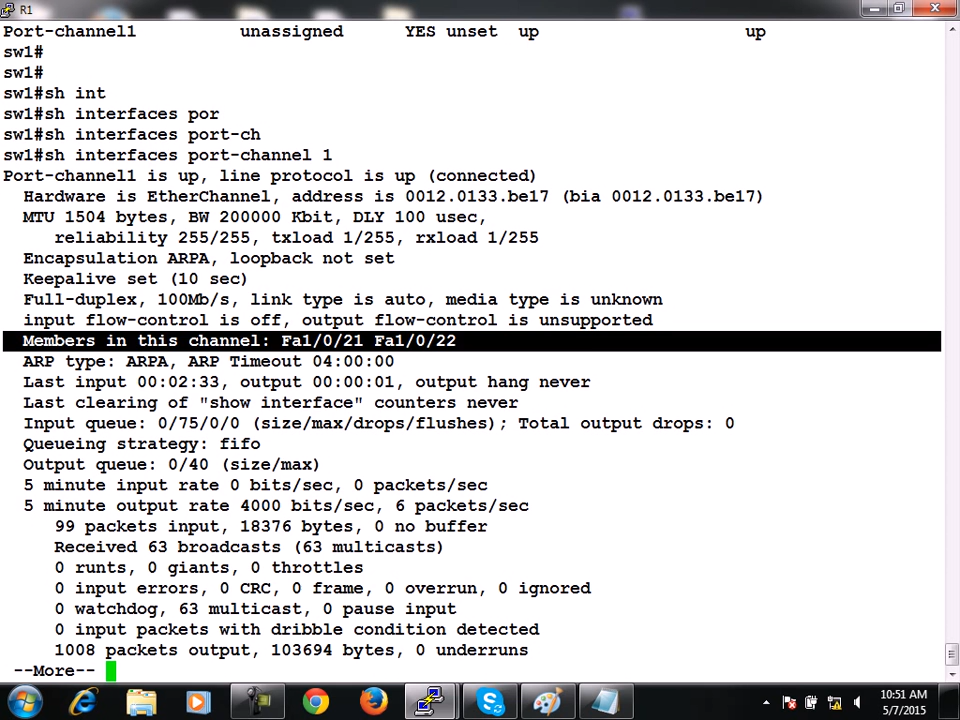 R1
Port-channel1 unassigned YES unset up up
sw1#
sw1#
sw1#sh int
sw1#sh interfaces por
sw1#sh interfaces port-ch
sw1#sh interfaces port-channel 1
Port-channel1 is up, line protocol is up (connected)
Hardware is EtherChannel, address is 0012.0133.be17 (bia 0012.0133.be17)
MTU 1504 bytes, BW 200000 Kbit, DLY 100 usec,
reliability 255/255, txload 1/255, rxload 1/255
Encapsulation ARPA, loopback not set
Keepalive set (10 sec)
Full-duplex, 100Mb/s, link type is auto, media type is unknown
input flow-control is off, output flow-control is unsupported
Members in this channel: Fa1/0/21 Fa1/0/22
ARP type: ARPA, ARP Timeout 04:00:00
Last input 00:02:33, output 00:00:01, output hang never
Last clearing of "show interface" counters never
Input queue: 0/75/0/0 (size/max/drops/flushes); Total output drops: 0
Queueing strategy: fifo
Output queue: 0/40 (size/max)
5 minute input rate 0 bits/sec, 0 packets/sec
5 minute output rate 4000 bits/sec, 6 packets/sec
99 packets input, 18376 bytes, 0 no buffer
Received 63 broadcasts (63 multicasts)
0 runts, 0 giants, 0 throttles
0 input errors, 0 CRC, 0 frame, 0 overrun, 0 ignored
0 watchdog, 63 multicast, 0 pause input
0 input packets with dribble condition detected
1008 packets output, 103694 bytes, 0 underruns
--More--
10:51 AM
5/7/2015